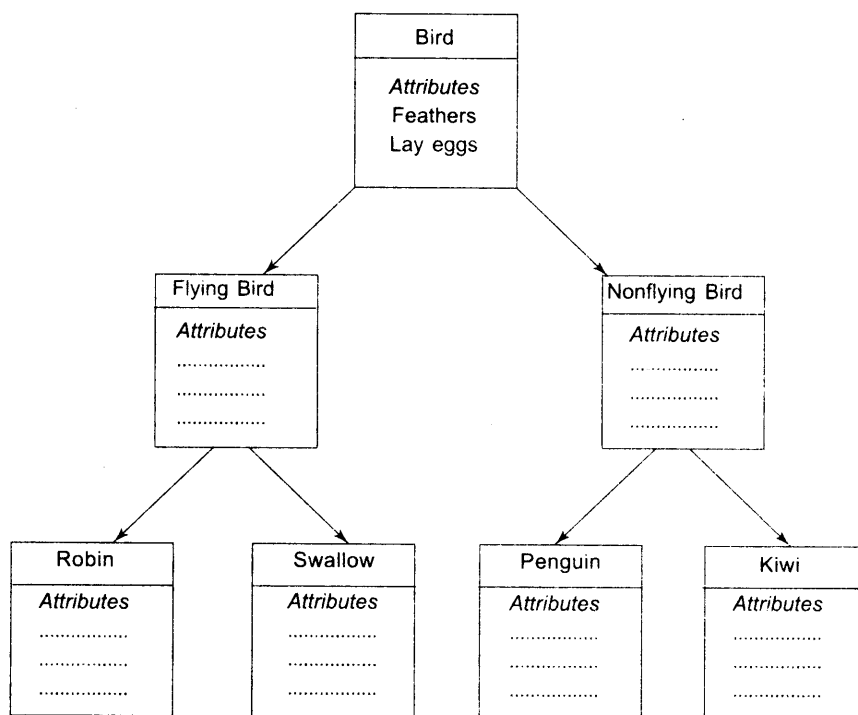 Bird
Attributes
Feathers
Lay eggs
Flying Bird
Attributes
................
................
................
Nonflying Bird
Attributes
................
................
................
Robin
Attributes
................
................
................
Swallow
Attributes
................
................
................
Penguin
Attributes
................
................
................
Kiwi
Attributes
................
................
................